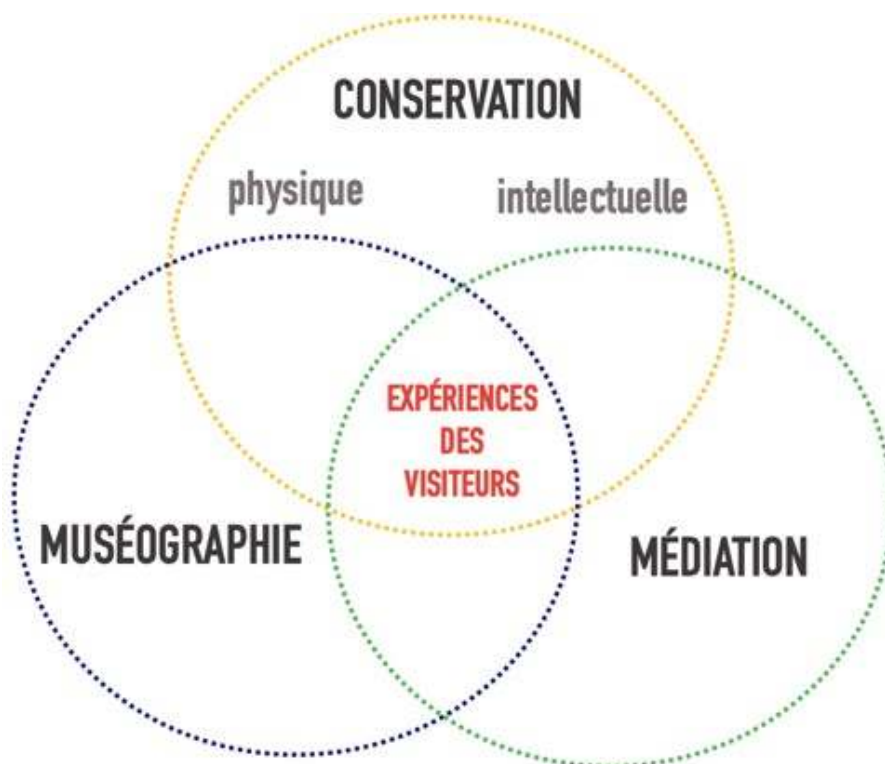 CONSERVATION
physique intellectuelle
EXPÉRIENCES
DES
VISITEURS
MUSÉOGRAPHIE MÉDIATION